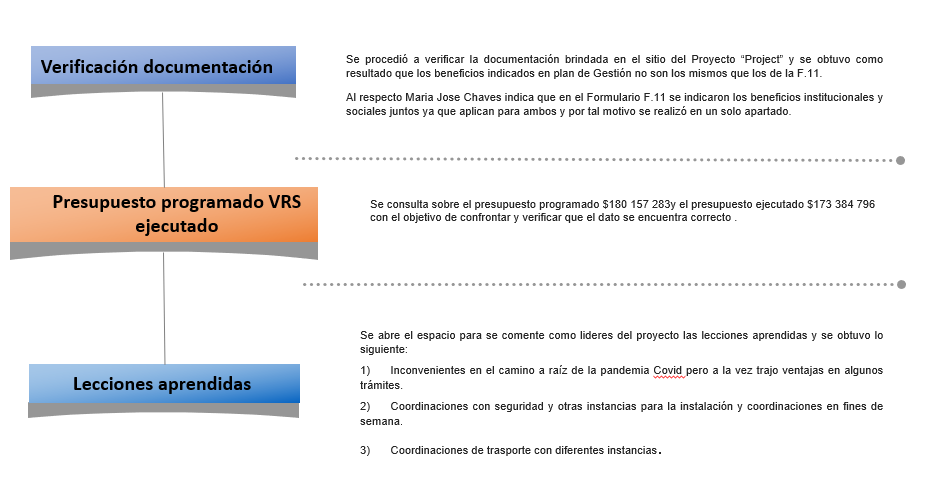 Verificación documentación
Se procedió a verificar la documentación brindada en el sitio del Proyecto “Project” y se obtuvo como
resultado que los beneficios indicados en plan de Gestión no son los mismos que los de la F.11.
Al respecto Maria Jose Chaves indica que en el Formulario F.11 se indicaron los beneficios institucionales y
sociales juntos ya que aplican para ambos y por tal motivo se realizó en un solo apartado.
Presupuesto programado VRS
ejecutado
Se consulta sobre el presupuesto programado $180 157 283y el presupuesto ejecutado $173 384 796
con el objetivo de confrontar y verificar que el dato se encuentra correcto .
Lecciones aprendidas
Se abre el espacio para se comente como lideres del proyecto las lecciones aprendidas y se obtuvo lo
siguiente:
1) Inconvenientes en el camino a raíz de la pandemia Covid pero a la vez trajo ventajas en algunos
trámites.
2) Coordinaciones con seguridad y otras instancias para la instalación y coordinaciones en fines de
semana.
3) Coordinaciones de trasporte con diferentes instancias.